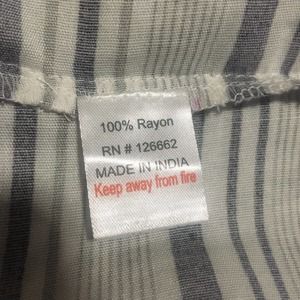 100% Rayon
RN # 126662
MADE IN INDIA
Keep away from fire